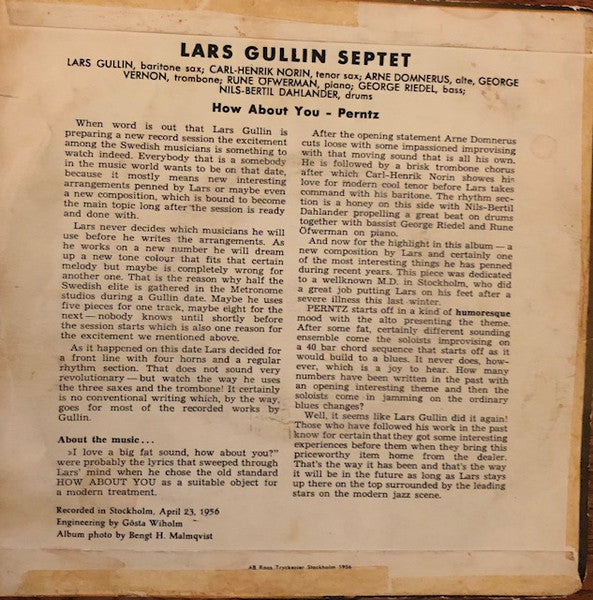 LARS GULLIN SEPTET
LARS GULLIN, baritone sax; CARL-HENRIK NORIN, tenor sax; ARNE DOMNERUS, alte, GEORGE
VERNON, trombone; RUNE ÖFWERMAN, piano; GEORGE RIEDEL, bass;
NILS-BERTIL DAHLANDER, drums
How About You - Perntz
When word is out that Lars Gullin is
preparing a new record session the excitement
among the Swedish musicians is something to
watch indeed. Everybody that is a somebody
in the music world wants to be on that date,
because it mostly means new interesting
arrangements penned by Lars or maybe even
a new composition, which is bound to become
the main topic long after the session is ready
and done with.
Lars never decides which musicians he will
use before he writes the arrangements. As
he works on a new number he will dream
up a new tone colour that fits that certain
melody but maybe is completely wrong for
another one. That is the reason why half the
Swedish elite is gathered in the Metronome
studios during a Gullin date. Maybe he uses
five pieces for one track, maybe eight for the
next — nobody knows until shortly before
the session starts which is also one reason for
the excitement we mentioned above.
As it happened on this date Lars decided for
a front line with four horns and a regular
rhythm section. That does not sound very
revolutionary — but watch the way he uses
the three saxes and the trombone! It certainly
is no conventional writing which, by the way,
goes for most of the recorded works by
Gullin.
About the music...
»I love a big fat sound, how about you?"
were probably the lyrics that sweeped through
Lars' mind when he chose the old standard
HOW ABOUT YOU as a suitable object for
a modern treatment.
Recorded in Stockholm, April 23, 1956
Engineering by Gösta Wiholm
Album photo by Bengt H. Malmqvist
After the opening statement Arne Domnerus
cuts loose with some impassioned improvising
with that moving sound that is all his own.
He is followed by a brisk trombone chorus
after which Carl-Henrik Norin shows his
love for modern cool tenor before Lars takes
command with his baritone. The rhythm sec-
tion is a honey on this side with Nils-Bertil
Dahlander propelling a great beat on drums
together with bassist George Riedel and Rune
Öfwerman on piano.
And now for the highlight in this album — a
new composition by Lars and certainly one
of the most interesting things he has penned
during recent years. This piece was dedicated
to a wellknown M.D. in Stockholm, who did
a great job putting Lars on his feet after a
severe illness this last winter.
PERNTZ starts off in a kind of humoresque
mood with the alto presenting the theme.
After some fat, certainly different sounding
ensemble come the soloists improvising on
a 40 bar chord sequence that starts off as it
would build to a blues. It never does, how-
ever, which is a joy to hear. How many
numbers have been written in the past with
an opening interesting theme and then the
soloists come in jamming on the ordinary
blues changes?
Well, it seems like Lars Gullin did it again!
Those who have followed his work in the past
know for certain that they got some interesting
experiences before them when they bring this
priceworthy item home from the dealer.
That's the way it has been and that's the way
it will be in the future as long as Lars stays
up there on the top surrounded by the leading
stars on the modern jazz scene.
AB Roos Tryckerier Stockholm 1956